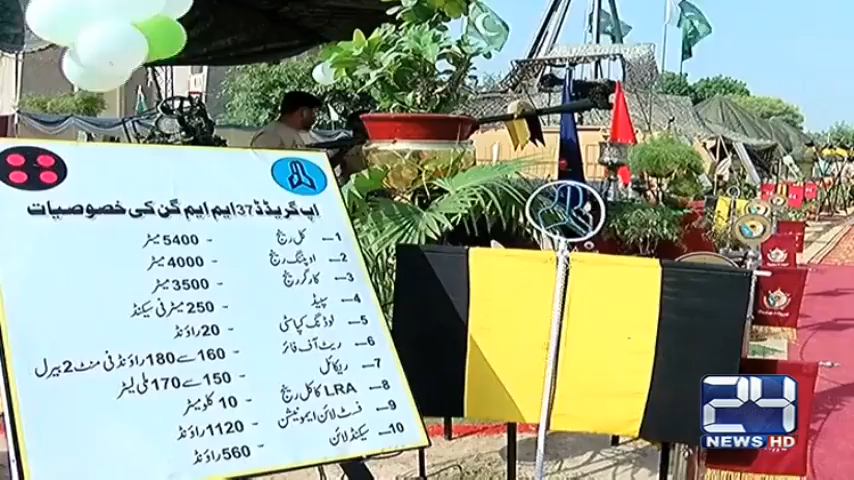 اپ گریڈڈ 37 ایم ایم گن کی خصوصیات
1– کل رینج - 5400 میٹر
2– اوپننگ رینج - 4000 میٹر
3– کارگر رینج - 3500 میٹر
4– سپیڈ - 250 میٹر فی سیکنڈ
5– لوڈنگ کپاسٹی - 20 راؤنڈ
6– ریٹ آف فائر - 160 سے 180 راؤنڈ فی منٹ 2 بیرل
7– ریکائل - 150 سے 170 ملی لیٹر
8– LRA کا کل رینج - 10 کلو میٹر
9– فسٹ لائن ایمونیشن - 1120 راؤنڈ
10– سیکنڈ لائن - 560 راؤنڈ
24
NEWS HD